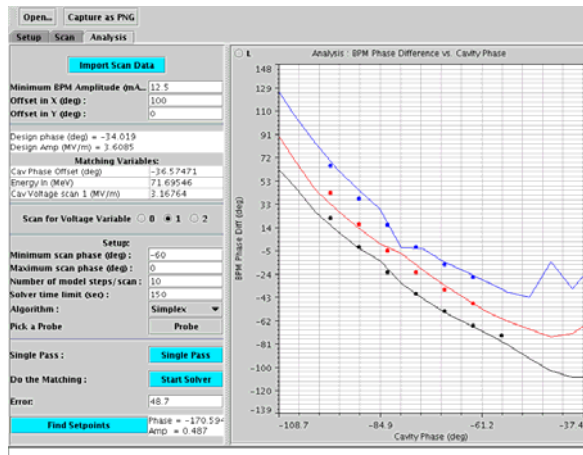 Open... Capture as PNG
Setup Scan Analysis
Import Scan Data
Minimum BPM Amplitude (mA... 12.5
Offset in X (deg) : 100
Offset in Y (deg) : 0
Design phase (deg) = -34.019
Design Amp (MV/m) = 3.6085
Matching Variables:
Cav Phase Offset (deg) -36.57471
Energy in (MeV) 71.69546
Cav Voltage scan 1 (MV/m) 3.16764
Scan for Voltage Variable 0 1 2
Setup:
Minimum scan phase (deg) : -60
Maximum scan phase (deg) : 0
Number of model steps/scan : 10
Solver time limit (sec) : 150
Algorithm : Simplex
Pick a Probe Probe
Single Pass : Single Pass
Do the Matching : Start Solver
Error: 48.7
Find Setpoints Phase = -170.594
Amp = 0.487
L Analysis : BPM Phase Difference vs. Cavity Phase
BPM Phase Diff (deg)
148
129
110
91
72
53
33
14
-5
-24
-43
-62
-81
-100
-120
-139
-108.7 -84.9 -61.2 -37.4
Cavity Phase (deg)